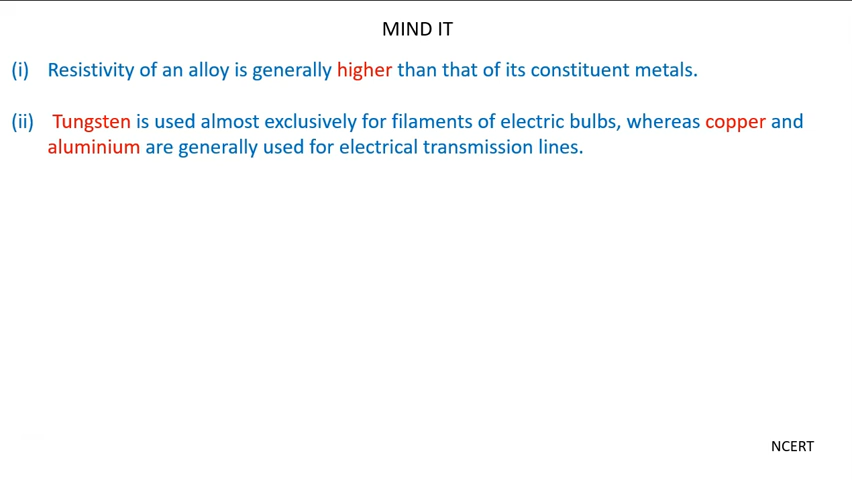 MIND IT
(i) Resistivity of an alloy is generally higher than that of its constituent metals.
(ii) Tungsten is used almost exclusively for filaments of electric bulbs, whereas copper and
aluminium are generally used for electrical transmission lines.
NCERT